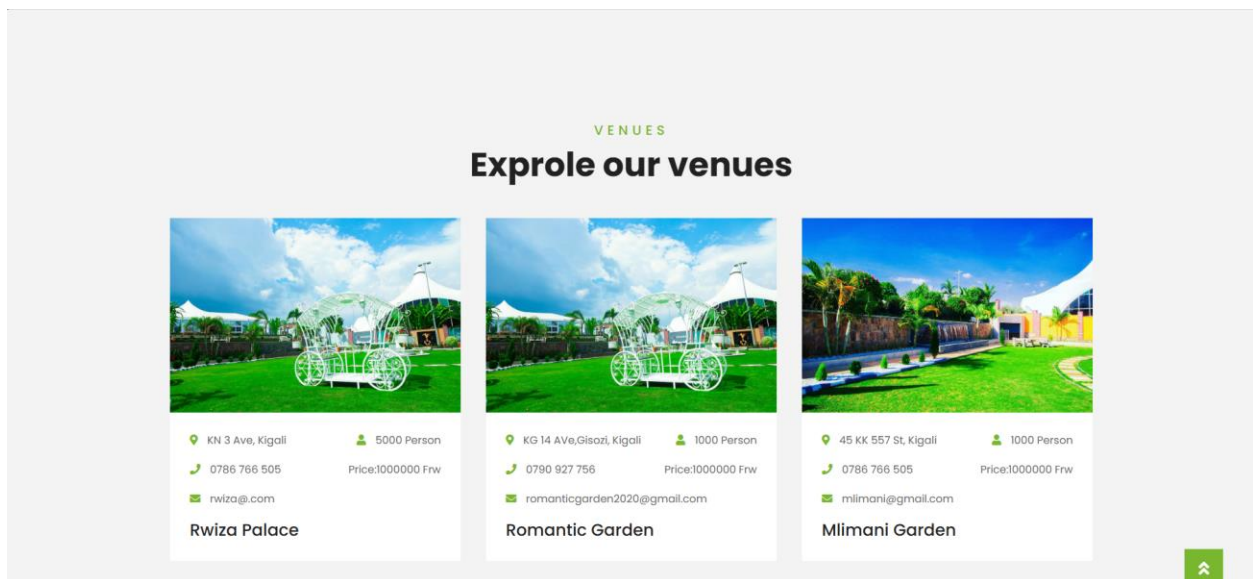 VENUES
Exprole our venues
KN 3 Ave, Kigali
5000 Person
0786 766 505
Price:1000000 Frw
rwiza@.com
Rwiza Palace
KG 14 AVe,Gisozi, Kigali
1000 Person
0790 927 756
Price:1000000 Frw
romanticgarden2020@gmail.com
Romantic Garden
45 KK 557 St, Kigali
1000 Person
0786 766 505
Price:1000000 Frw
mlimani@gmail.com
Mlimani Garden